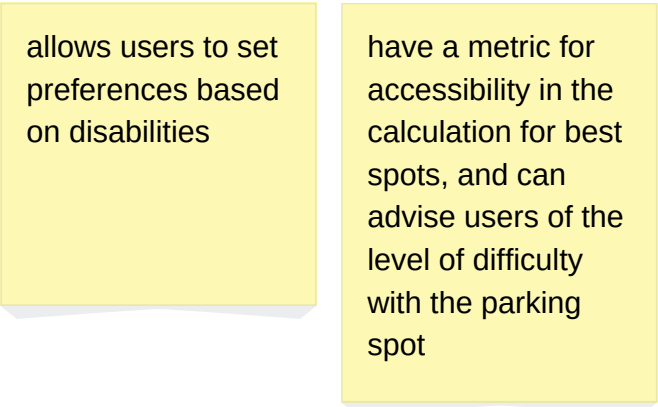 allows users to set
preferences based
on disabilities
have a metric for
accessibility in the
calculation for best
spots, and can
advise users of the
level of difficulty
with the parking
spot